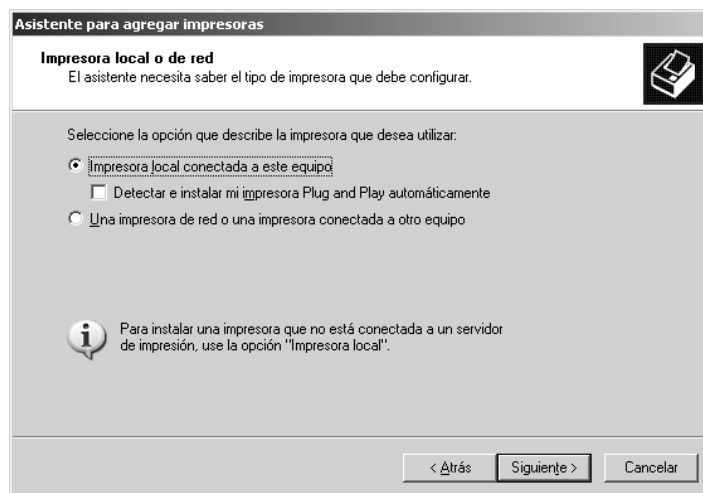 Asistente para agregar impresoras
Impresora local o de red
El asistente necesita saber el tipo de impresora que debe configurar.
Seleccione la opción que describe la impresora que desea utilizar:
Impresora local conectada a este equipo
Detectar e instalar mi impresora Plug and Play automáticamente
Una impresora de red o una impresora conectada a otro equipo
Para instalar una impresora que no está conectada a un servidor
de impresión, use la opción "Impresora local".
< Atrás Siguiente > Cancelar